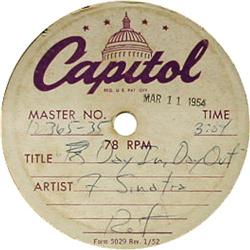 Capitol
REG. U.S. PAT. OFF.
MAR 11 1954
MASTER NO. TIME
12365-35 3:04
78 RPM
TITLE "Day In, Day Out"
ARTIST F Sinatra
Form 5029 Rev. 1/52